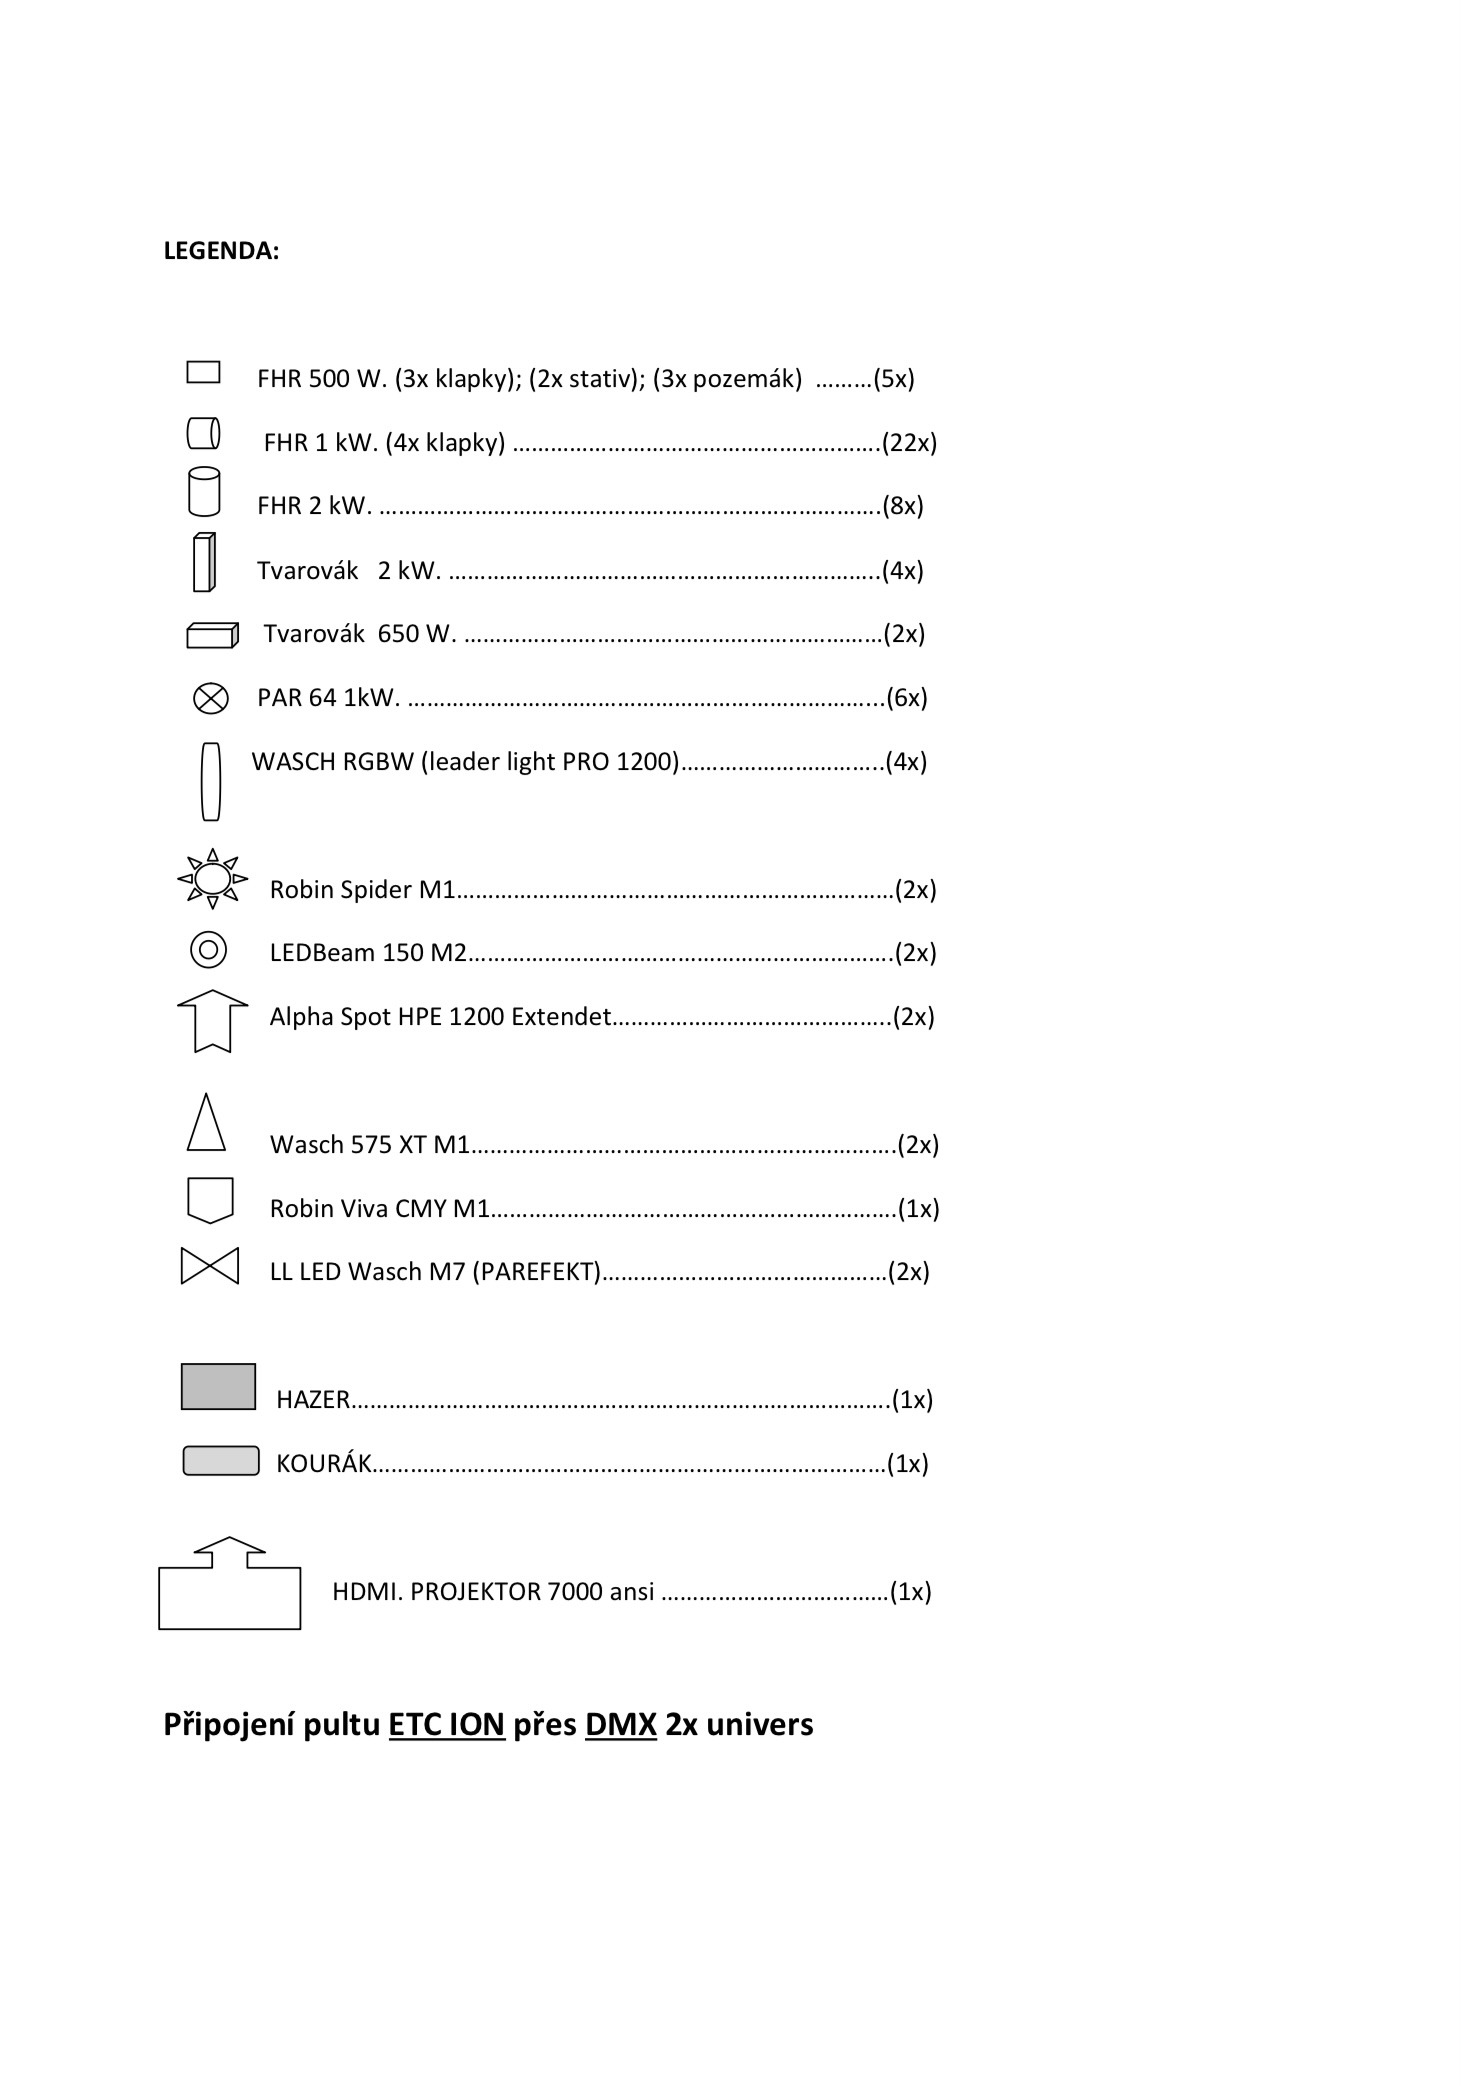 LEGENDA:
FHR 500 W. (3x klapky); (2x stativ); (3x pozemák) ………(5x)
FHR 1 kW. (4x klapky) ………………………………………………….(22x)
FHR 2 kW. …………………………………………………………………….(8x)
Tvarovák 2 kW. …………………………………………………………..(4x)
Tvarovák 650 W. …………………………………………………………(2x)
PAR 64 1kW. ………………………………………………………………...(6x)
WASCH RGBW (leader light PRO 1200)…………………………..(4x)
Robin Spider M1……………………………………………………………(2x)
LEDBeam 150 M2………………………………………………………….(2x)
Alpha Spot HPE 1200 Extendet……………………………………..(2x)
Wasch 575 XT M1………………………………………………………….(2x)
Robin Viva CMY M1……………………………………………………….(1x)
LL LED Wasch M7 (PAREFEKT)………………………………………(2x)
HAZER………………………………………………………………………….(1x)
KOURÁK………………………………………………………………………(1x)
HDMI. PROJEKTOR 7000 ansi ………………………………(1x)
Připojení pultu ETC ION přes DMX 2x univers